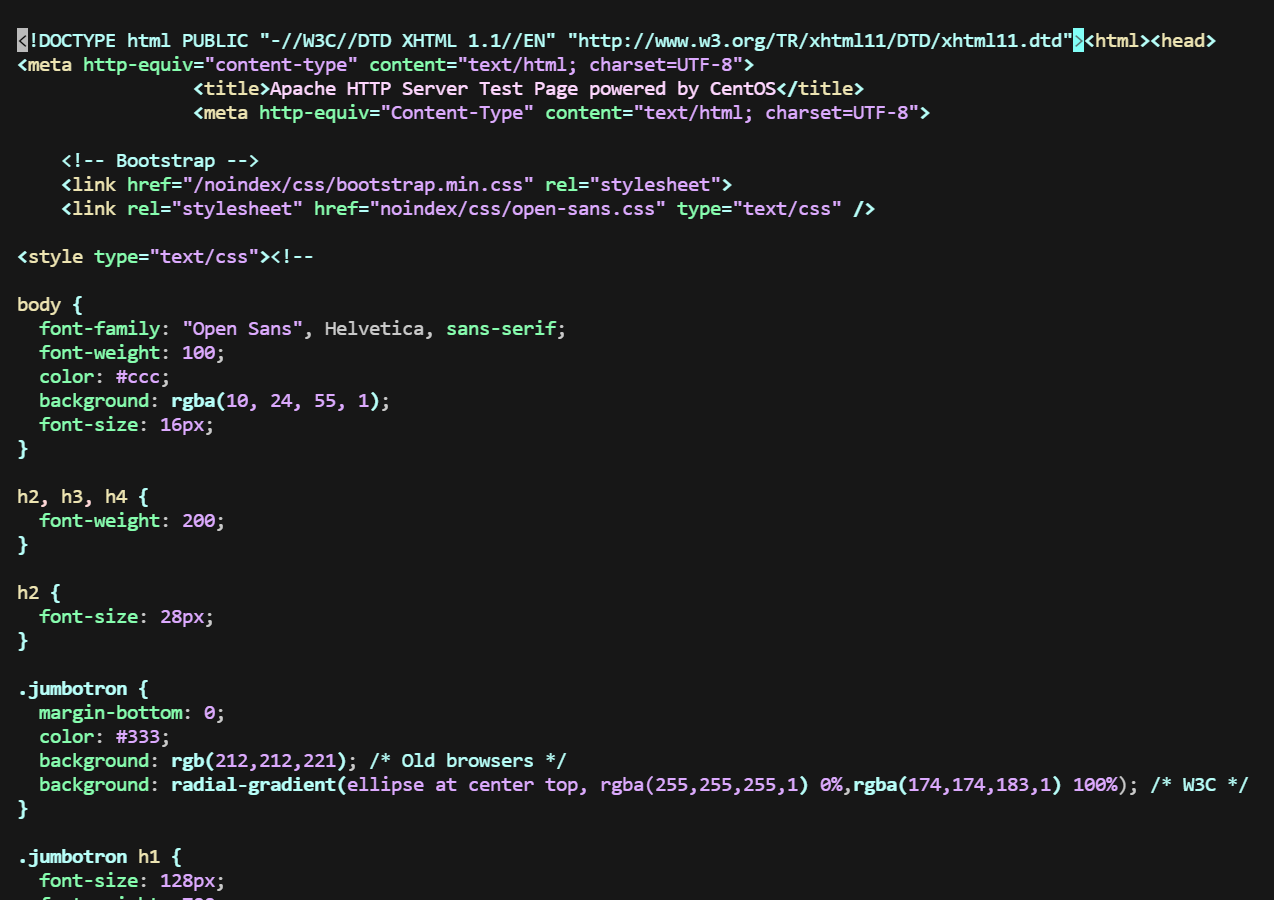 <!DOCTYPE html PUBLIC "-//W3C//DTD XHTML 1.1//EN" "http://www.w3.org/TR/xhtml11/DTD/xhtml11.dtd"><html><head>
<meta http-equiv="content-type" content="text/html; charset=UTF-8">
                <title>Apache HTTP Server Test Page powered by CentOS</title>
                <meta http-equiv="Content-Type" content="text/html; charset=UTF-8">

    <!-- Bootstrap -->
    <link href="/noindex/css/bootstrap.min.css" rel="stylesheet">
    <link rel="stylesheet" href="noindex/css/open-sans.css" type="text/css" />

<style type="text/css"><!--

body {
  font-family: "Open Sans", Helvetica, sans-serif;
  font-weight: 100;
  color: #ccc;
  background: rgba(10, 24, 55, 1);
  font-size: 16px;
}

h2, h3, h4 {
  font-weight: 200;
}

h2 {
  font-size: 28px;
}

.jumbotron {
  margin-bottom: 0;
  color: #333;
  background: rgb(212,212,221); /* Old browsers */
  background: radial-gradient(ellipse at center top, rgba(255,255,255,1) 0%,rgba(174,174,183,1) 100%); /* W3C */
}

.jumbotron h1 {
  font-size: 128px;